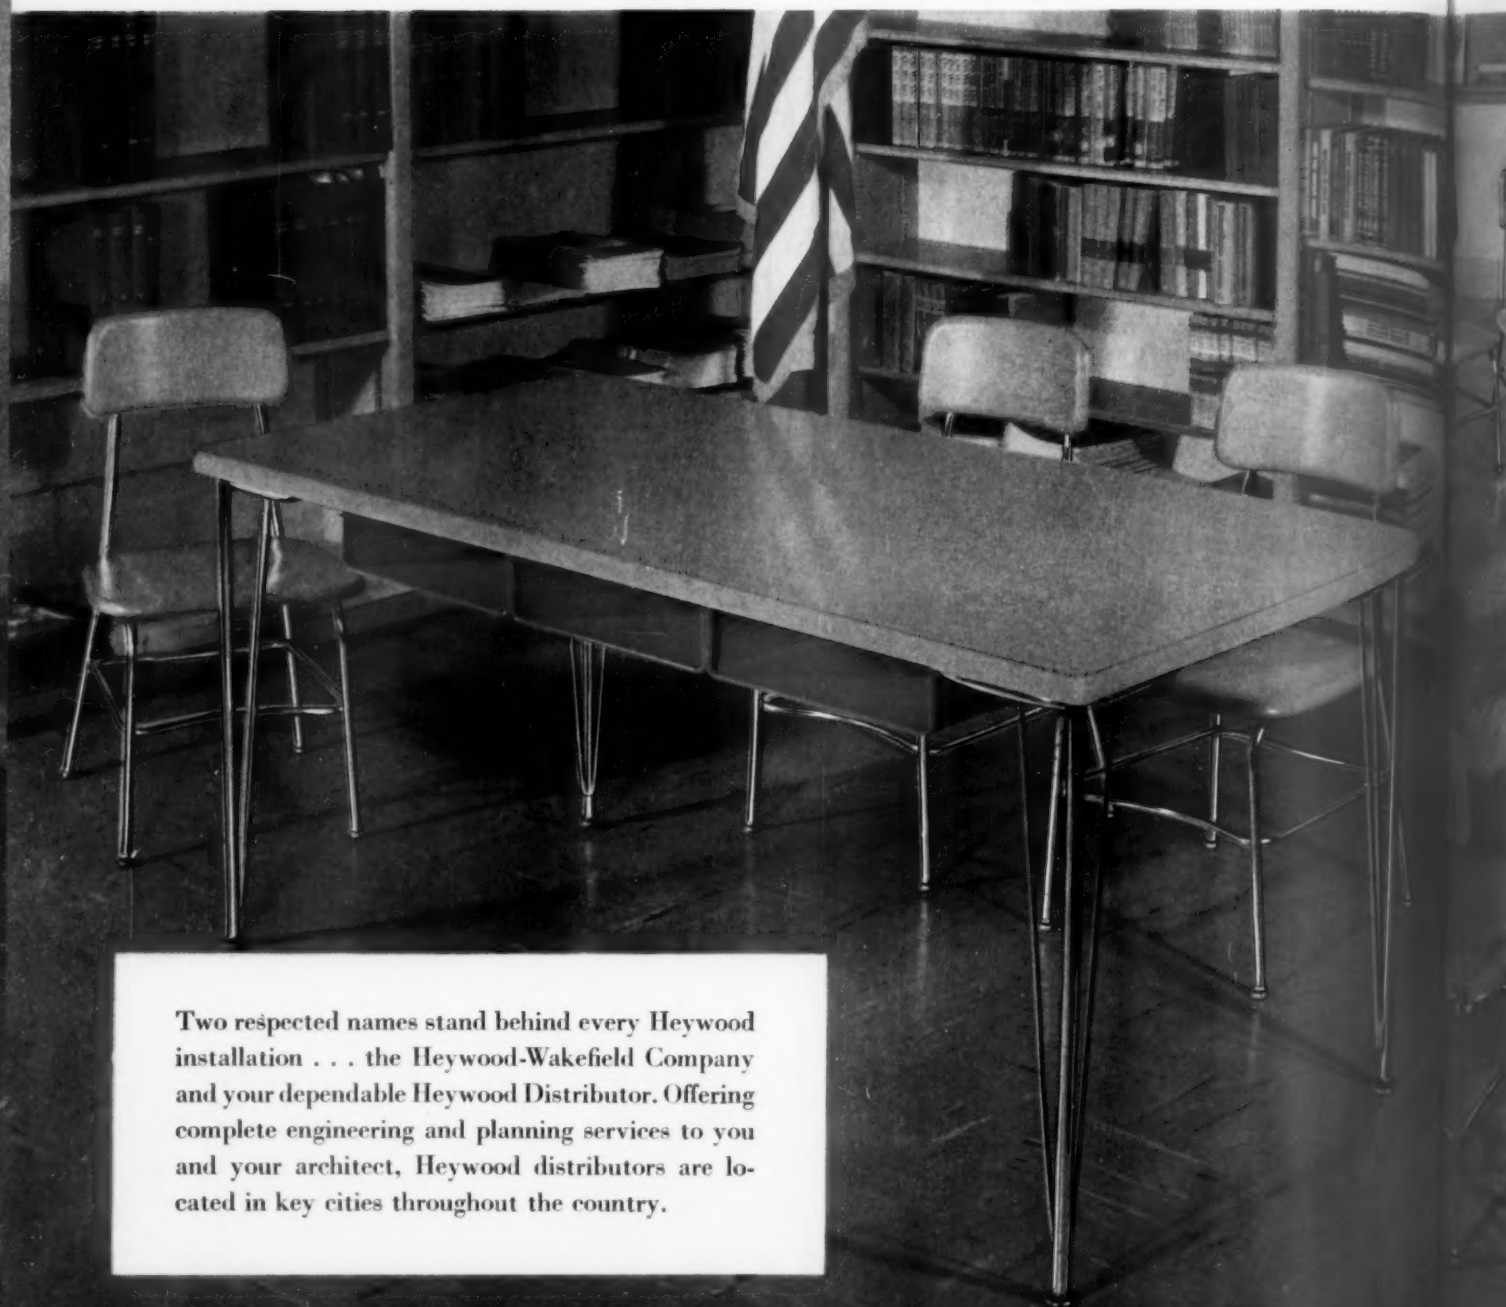 Two respected names stand behind every Heywood
installation . . . the Heywood-Wakefield Company
and your dependable Heywood Distributor. Offering
complete engineering and planning services to you
and your architect, Heywood distributors are lo-
cated in key cities throughout the country.